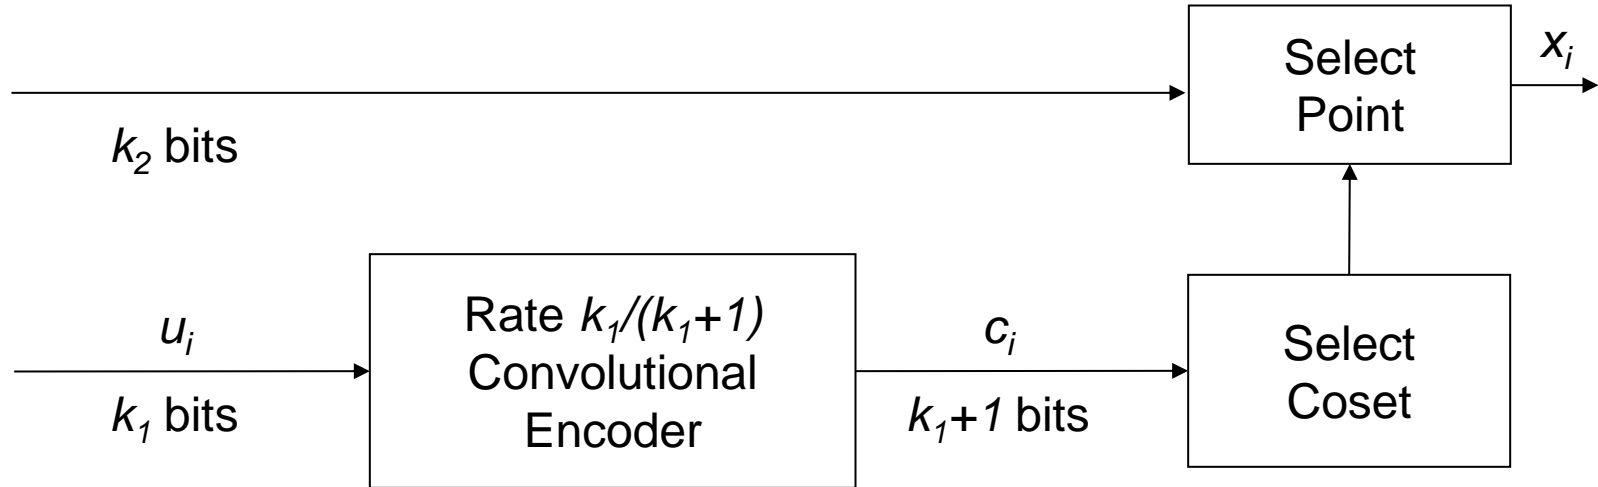 Select
Point
x_i
k_2 bits
u_i
k_1 bits
Rate k_1/(k_1+1)
Convolutional
Encoder
c_i
k_1+1 bits
Select
Coset